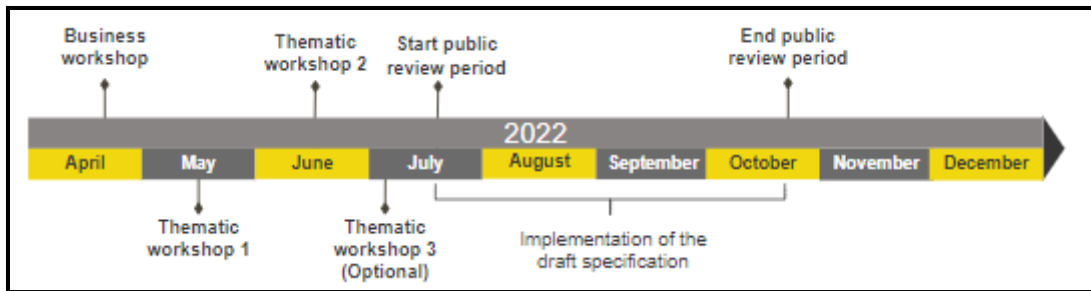 Business
workshop
Thematic
workshop 2
Start public
review period
End public
review period
2022
April May June July August September October November December
Thematic
workshop 1
Thematic
workshop 3
(Optional)
Implementation of the
draft specification